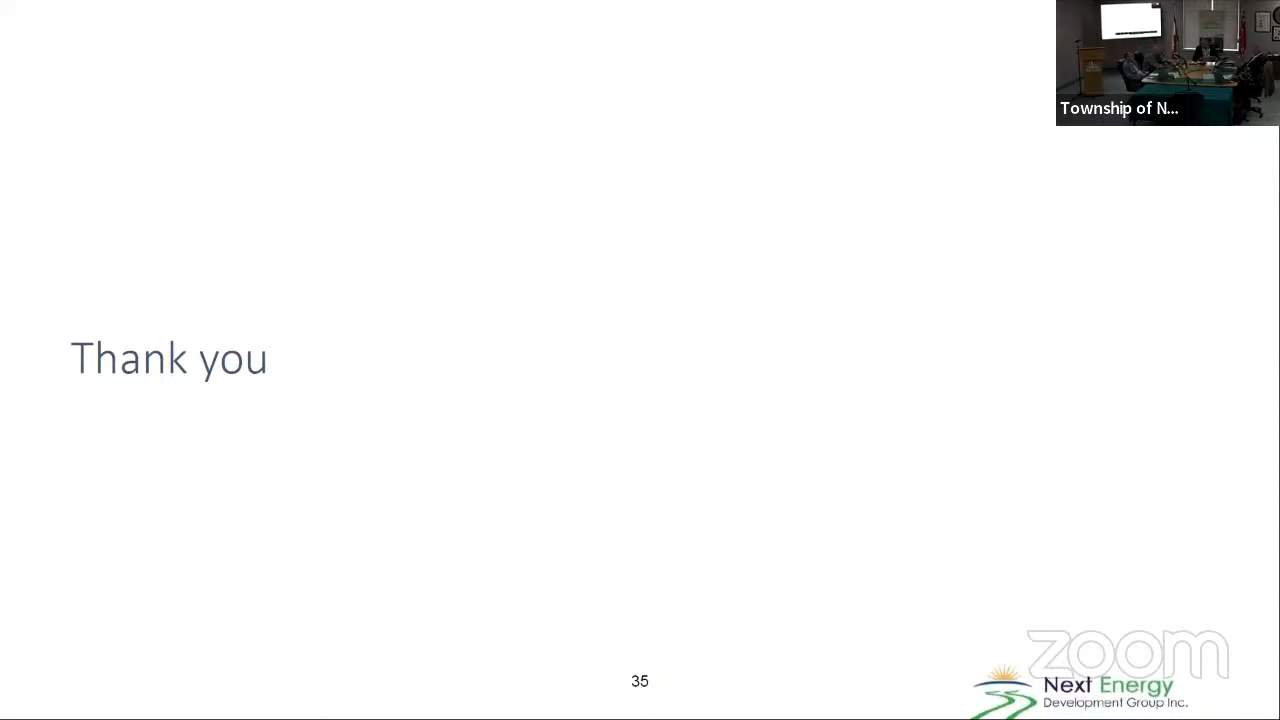 Township of N...
Thank you
zoom
35
Next Energy
Development Group Inc.